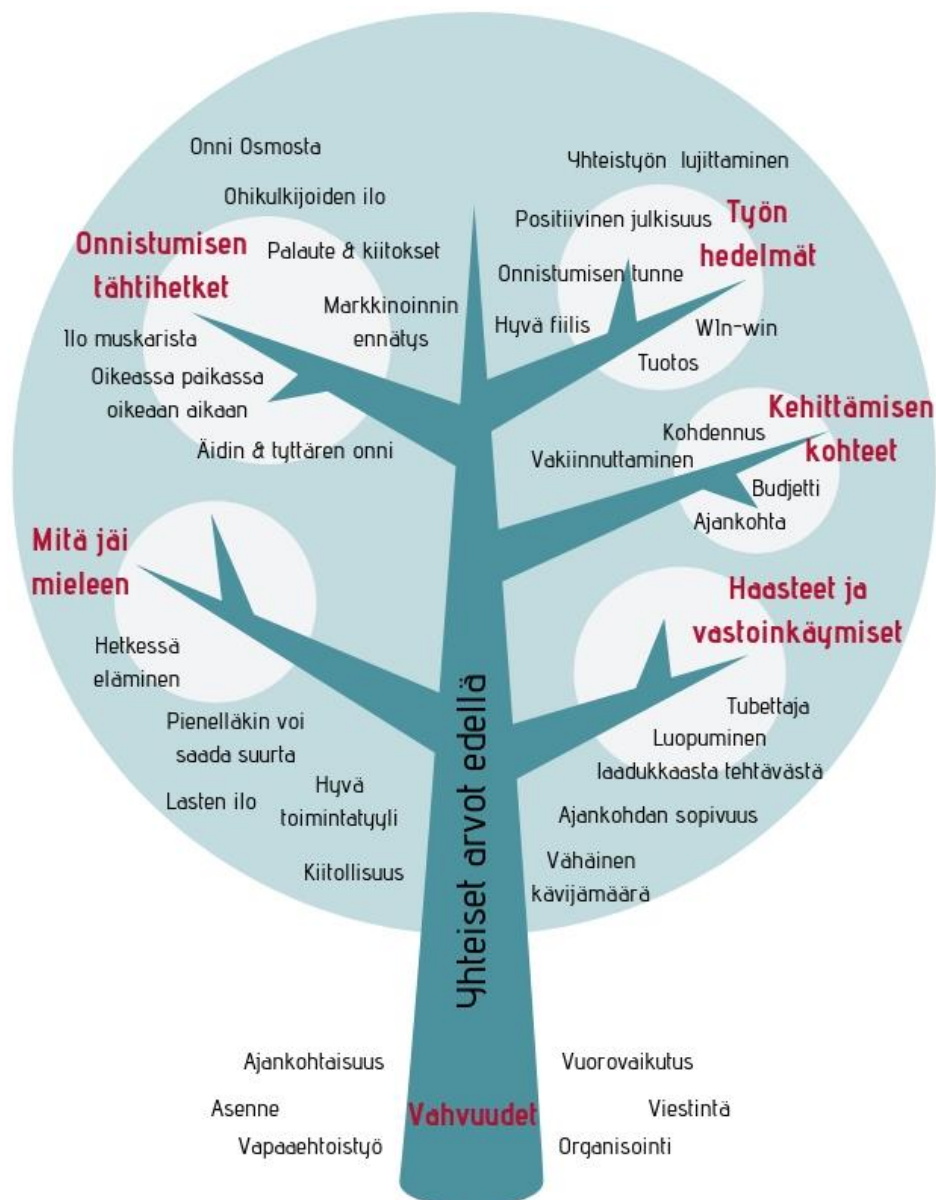 Onni Osmosta
Ohikulkijoiden ilo
Onnistumisen
tähtihetket
Palaute & kiitokset
Markkinoinnin
ennätys
Ilo muskarista
Oikeassa paikassa
oikeaan aikaan
Äidin & tyttären onni
Mitä jäi
mieleen
Hetkessä
eläminen
Pienelläkin voi
saada suurta
Lasten ilo
Hyvä
toimintatyyli
Kiitollisuus
Yhteistyön lujittaminen
Positiivinen julkisuus
Työn
hedelmät
Onnistumisen tunne
Hyvä fiilis
WIn-win
Tuotos
Kehittämisen
kohteet
Kohdennus
Vakiinnuttaminen
Budjetti
Ajankohta
Haasteet ja
vastoinkäymiset
Tubettaja
Luopuminen
laadukkaasta tehtävästä
Ajankohdan sopivuus
Vähäinen
kävijämäärä
Yhteiset arvot edellä
Ajankohtaisuus
Asenne
Vapaaehtoistyö
Vahvuudet
Vuorovaikutus
Viestintä
Organisointi